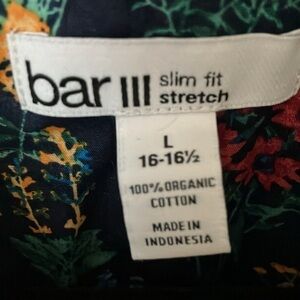 bar III slim fit
stretch
L
16-16½
100% ORGANIC
COTTON
MADE IN
INDONESIA